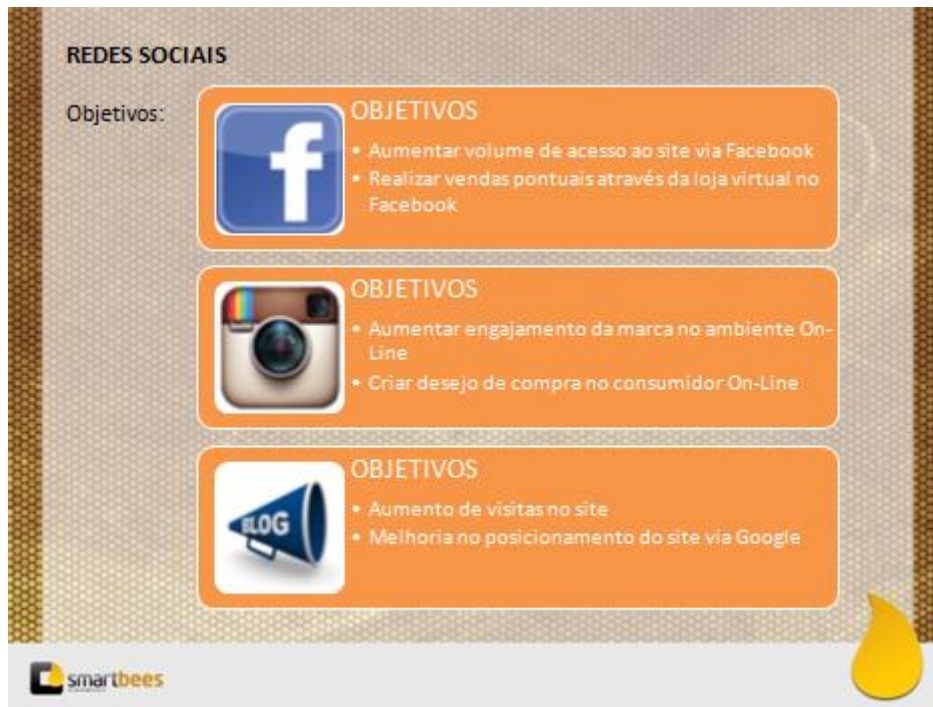 REDES SOCIAIS
Objetivos:
OBJETIVOS
• Aumentar volume de acesso ao site via Facebook
• Realizar vendas pontuais através da loja virtual no
Facebook
OBJETIVOS
• Aumentar engajamento da marca no ambiente On-
Line
• Criar desejo de compra no consumidor On-Line
BLOG
OBJETIVOS
• Aumento de visitas no site
• Melhoria no posicionamento do site via Google
smartbees